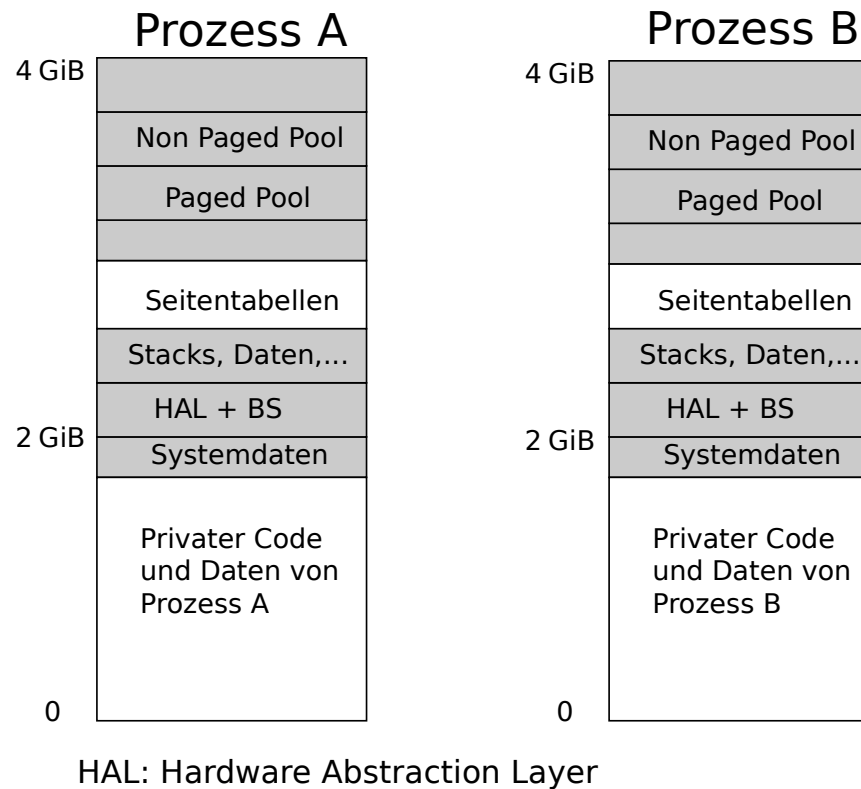 Prozess A
4 GiB
Non Paged Pool
Paged Pool
Seitentabellen
Stacks, Daten,...
HAL + BS
2 GiB
Systemdaten
Privater Code
und Daten von
Prozess A
0
Prozess B
4 GiB
Non Paged Pool
Paged Pool
Seitentabellen
Stacks, Daten,...
HAL + BS
2 GiB
Systemdaten
Privater Code
und Daten von
Prozess B
0
HAL: Hardware Abstraction Layer